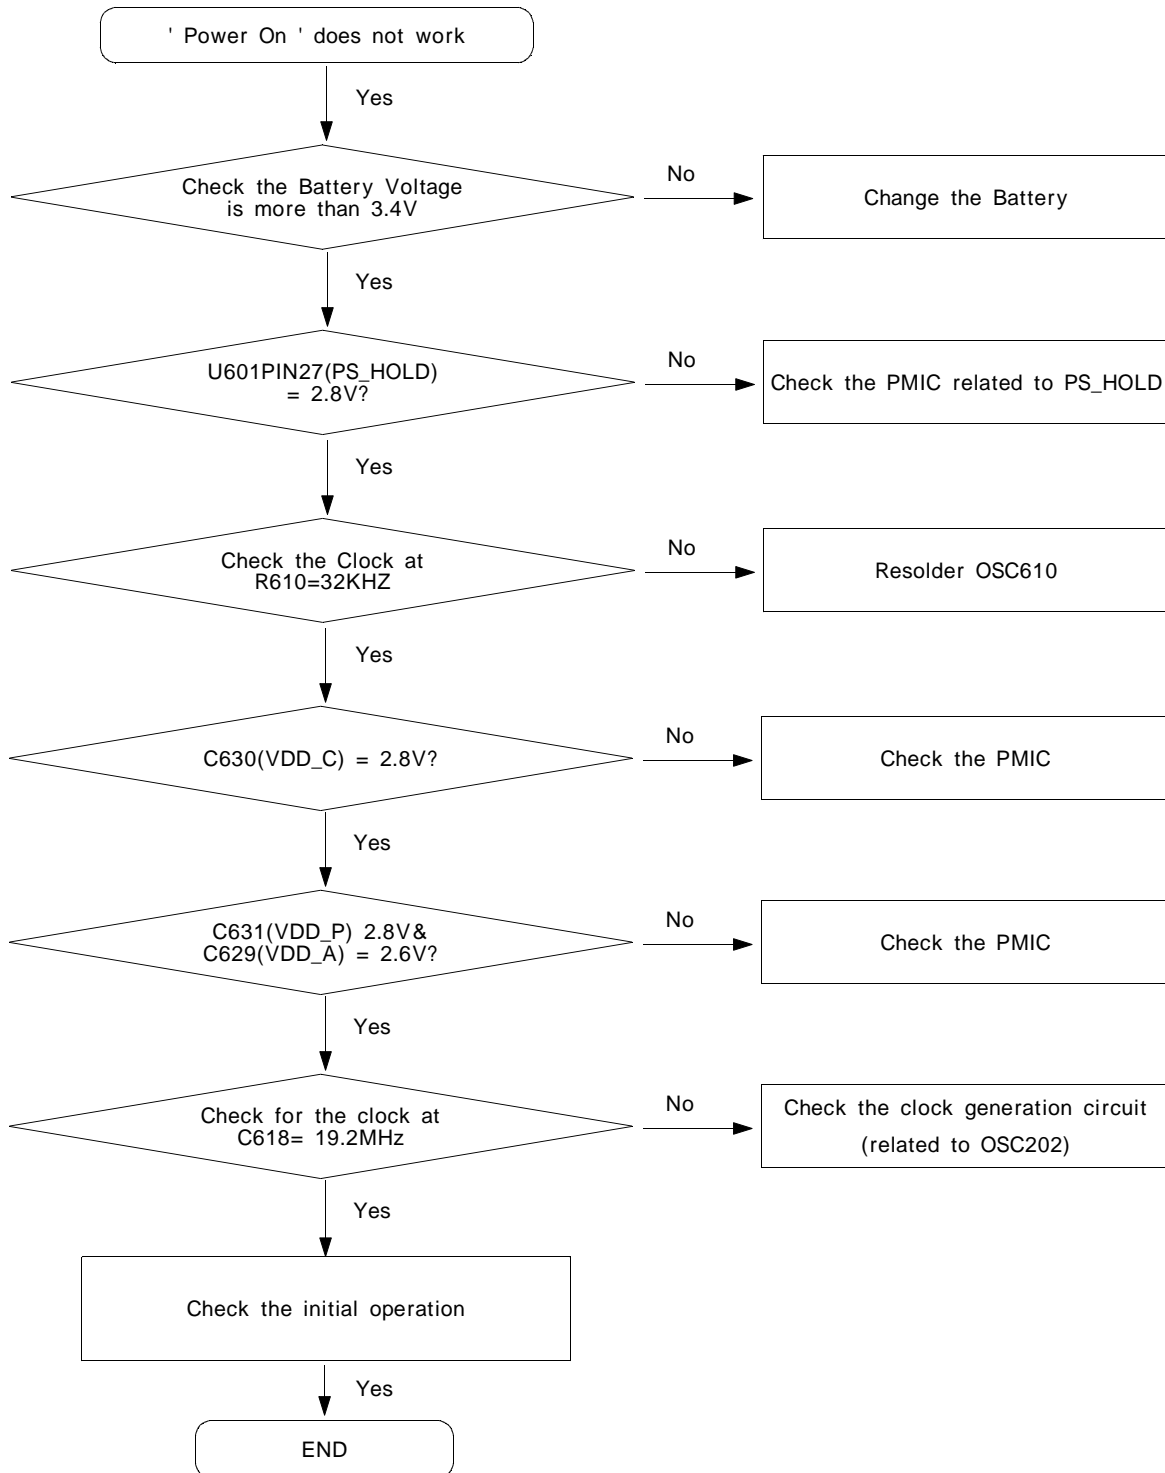 ' Power On ' does not work
Yes
Check the Battery Voltage
is more than 3.4V
No
Change the Battery
Yes
U601PIN27(PS_HOLD)
= 2.8V?
No
Check the PMIC related to PS_HOLD
Yes
Check the Clock at
R610=32KHZ
No
Resolder OSC610
Yes
C630(VDD_C) = 2.8V?
No
Check the PMIC
Yes
C631(VDD_P) 2.8V&
C629(VDD_A) = 2.6V?
No
Check the PMIC
Yes
Check for the clock at
C618= 19.2MHz
No
Check the clock generation circuit
(related to OSC202)
Yes
Check the initial operation
Yes
END